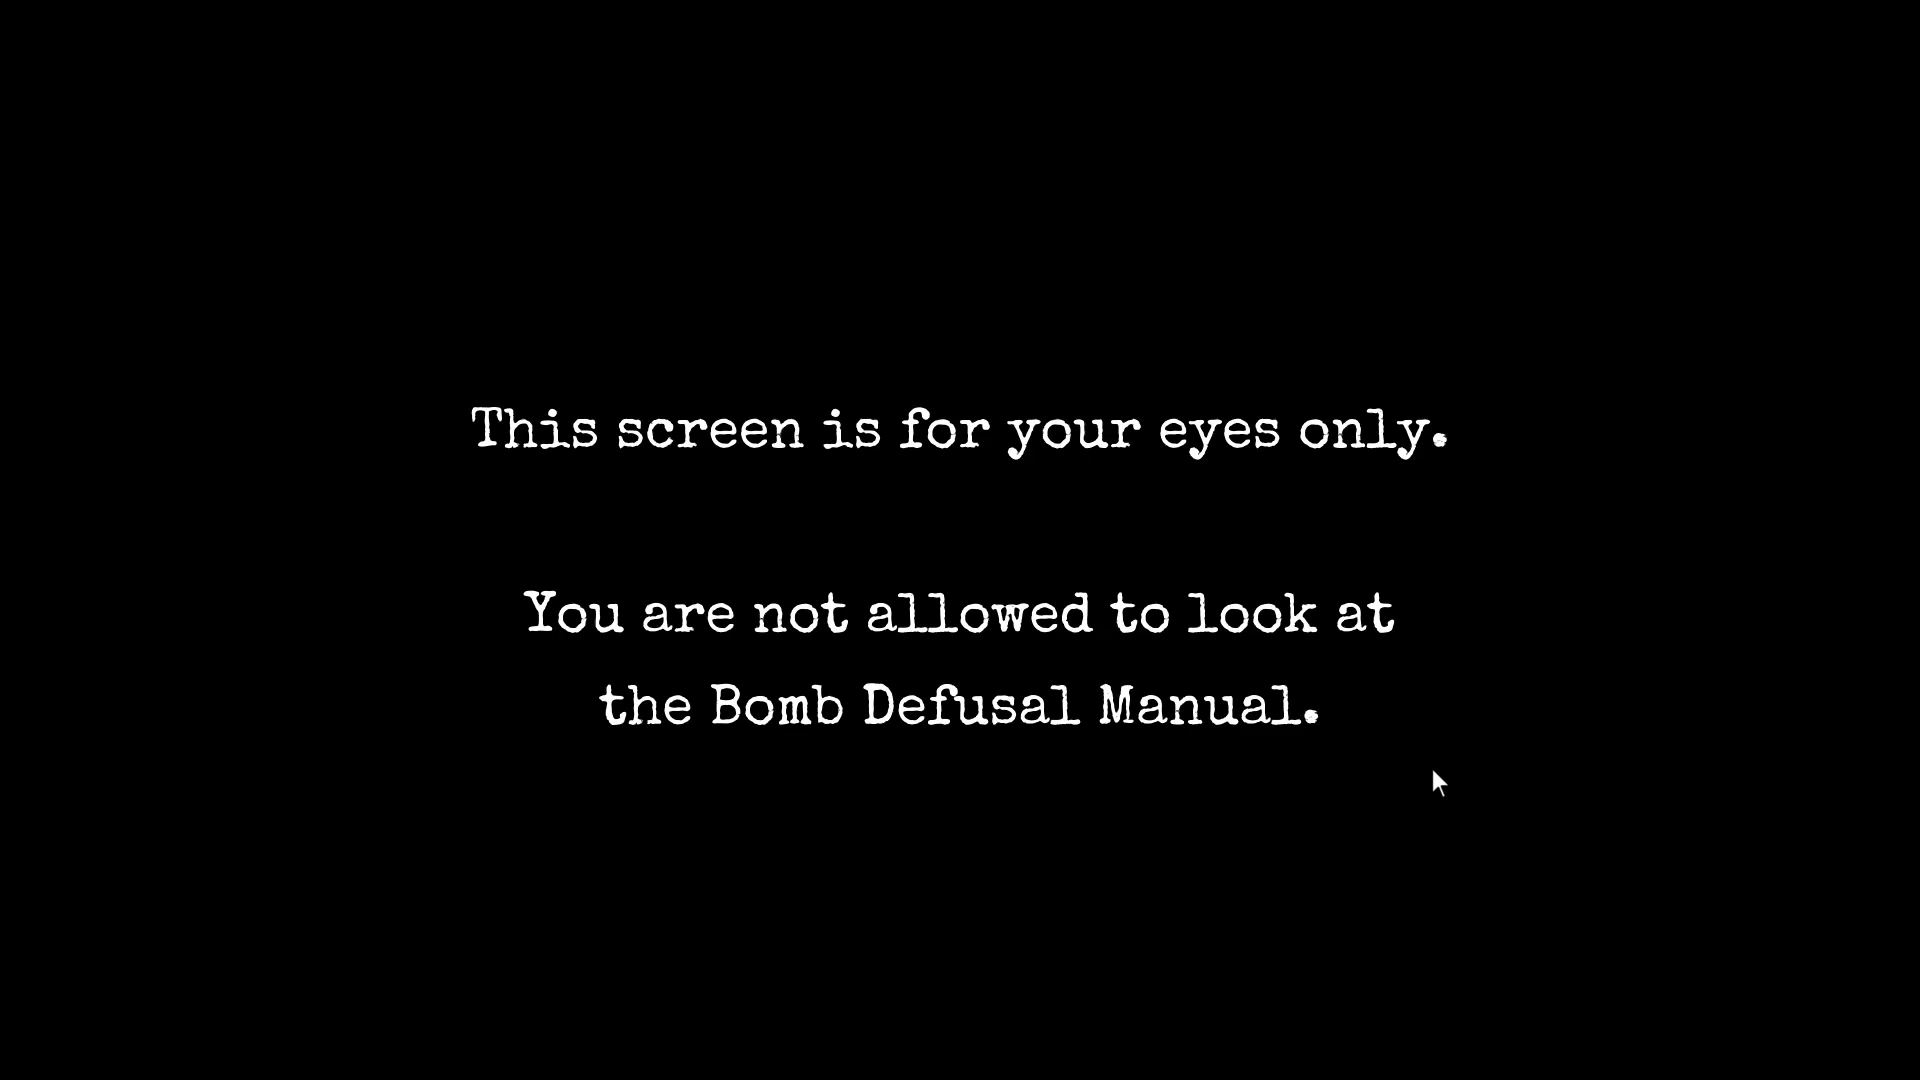 This screen is for your eyes only.
You are not allowed to look at
the Bomb Defusal Manual.